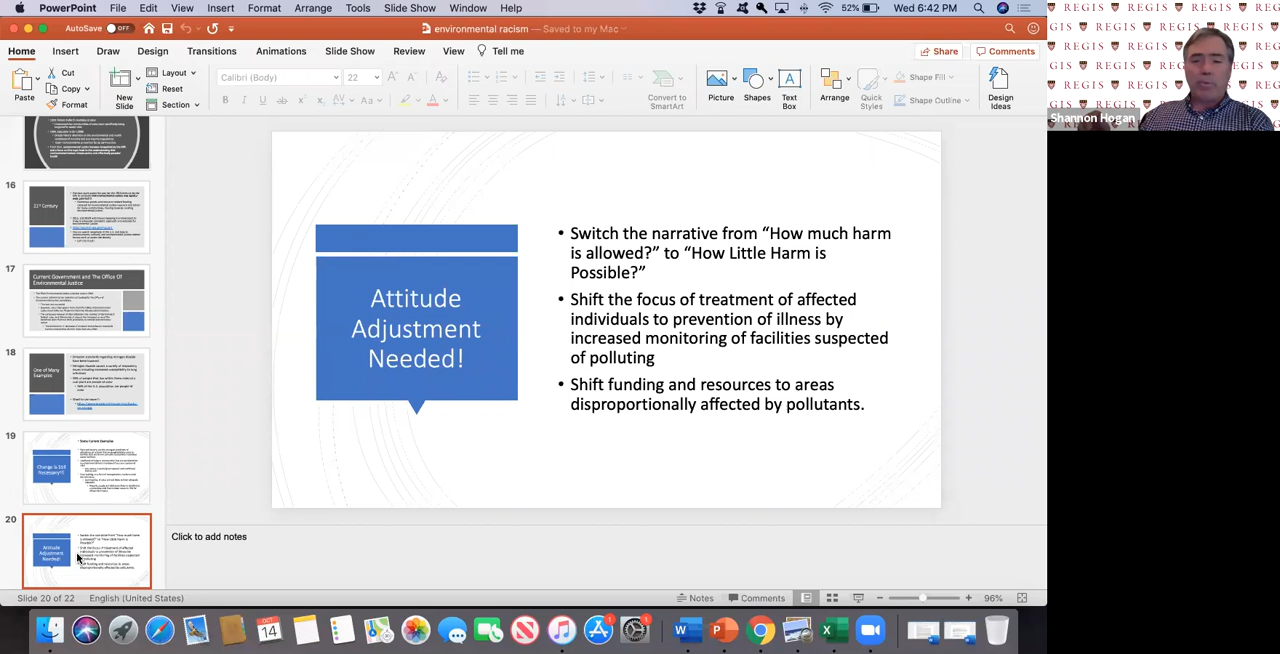 PowerPoint File Edit View Insert Format Arrange Tools Slide Show Window Help
52% Wed 6:42 PM
AutoSave OFF
environmental racism — Saved to my Mac
Home Insert Draw Design Transitions Animations Slide Show Review View Tell me
Share Comments
Paste
Cut
Copy
Format
New Slide
Layout
Reset
Section
Calibri (Body) 22
Convert to SmartArt
Picture
Shapes
Text Box
Arrange
Quick Styles
Shape Fill
Shape Outline
Design Ideas
REGIS
Shannon Hogan
16
21st Century
17
Current Government and The Office Of
Environmental Justice
18
One of Many
Examples
19
Change is Still
Necessary!!
20
Attitude
Adjustment
Needed!
Attitude
Adjustment
Needed!
• Switch the narrative from “How much harm
is allowed?” to “How Little Harm is
Possible?”
• Shift the focus of treatment of affected
individuals to prevention of illness by
increased monitoring of facilities suspected
of polluting
• Shift funding and resources to areas
disproportionally affected by pollutants.
Click to add notes
Slide 20 of 22 English (United States)
Notes Comments 96%
OCT
14